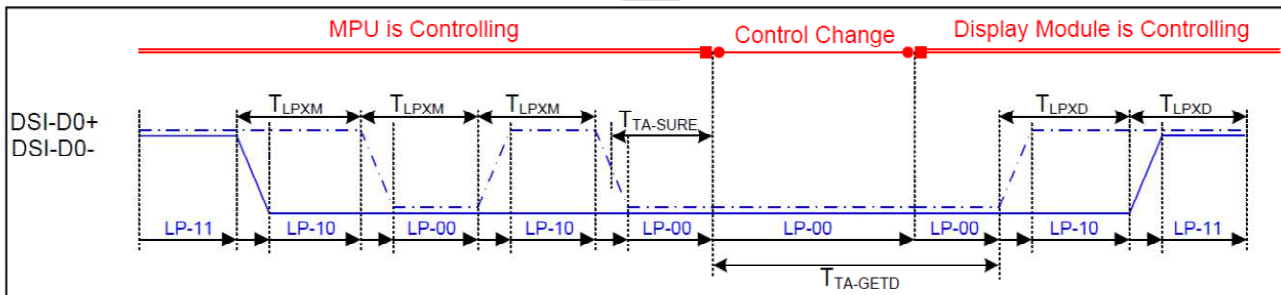 MPU is Controlling Control Change Display Module is Controlling
TLPXM TLPXM TLPXM TTA-SURE TLPXD TLPXD
DSI-D0+
DSI-D0-
LP-11 LP-10 LP-00 LP-10 LP-00 LP-00 LP-00 LP-10 LP-11
TTA-GETD